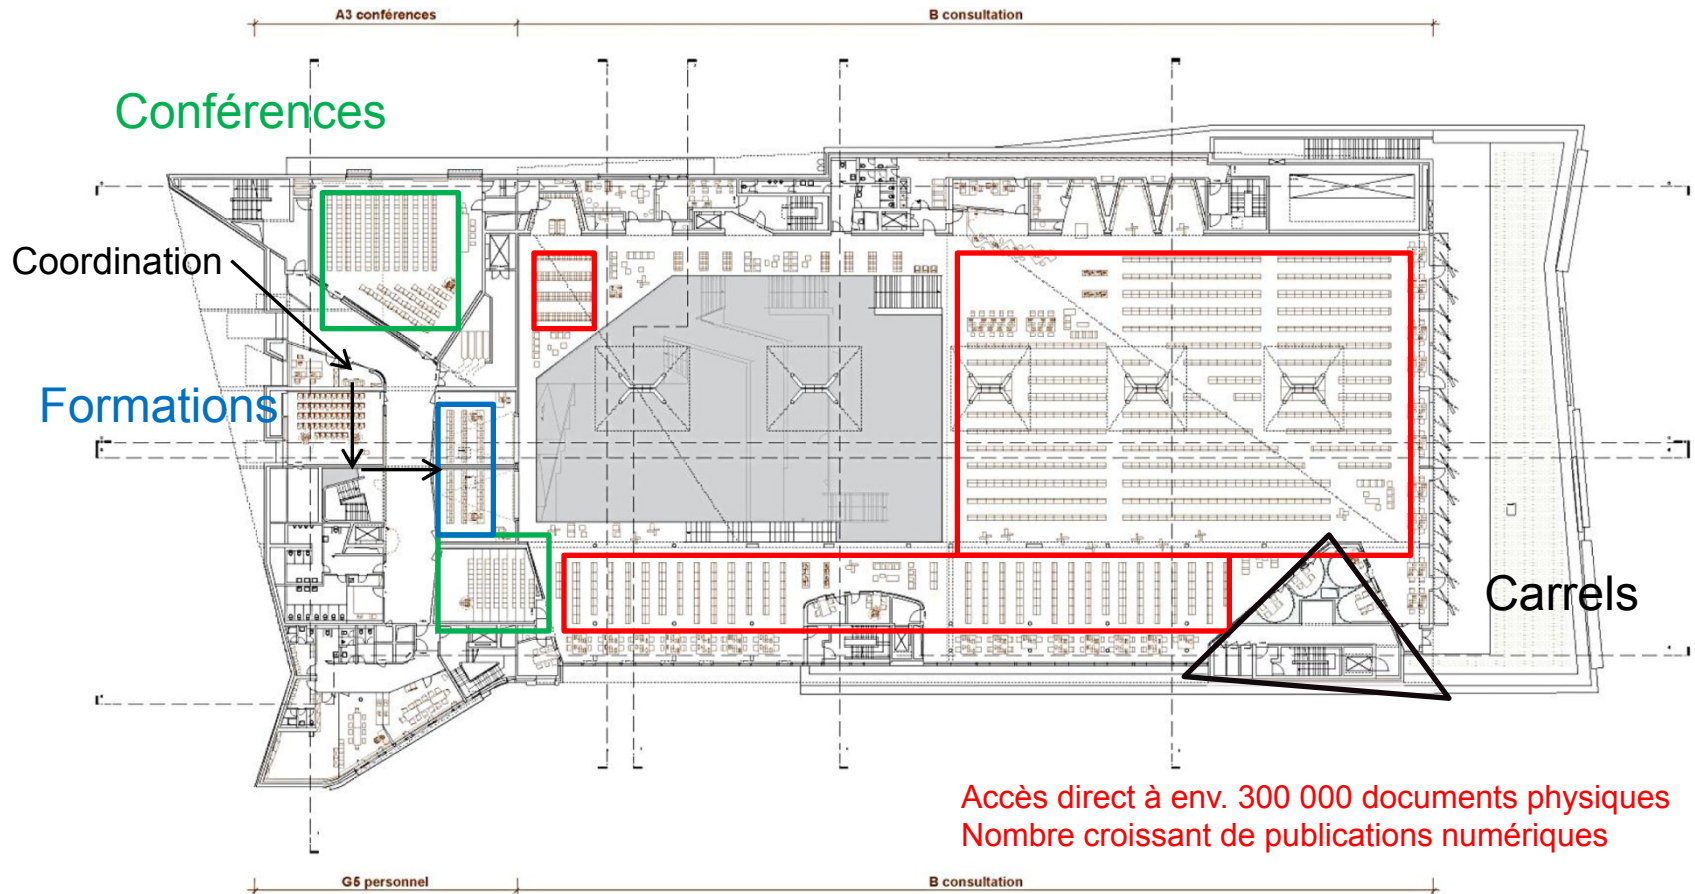 A3 conférences
B consultation
Conférences
Coordination
Formations
Carrels
Accès direct à env. 300 000 documents physiques
Nombre croissant de publications numériques
G5 personnel
B consultation